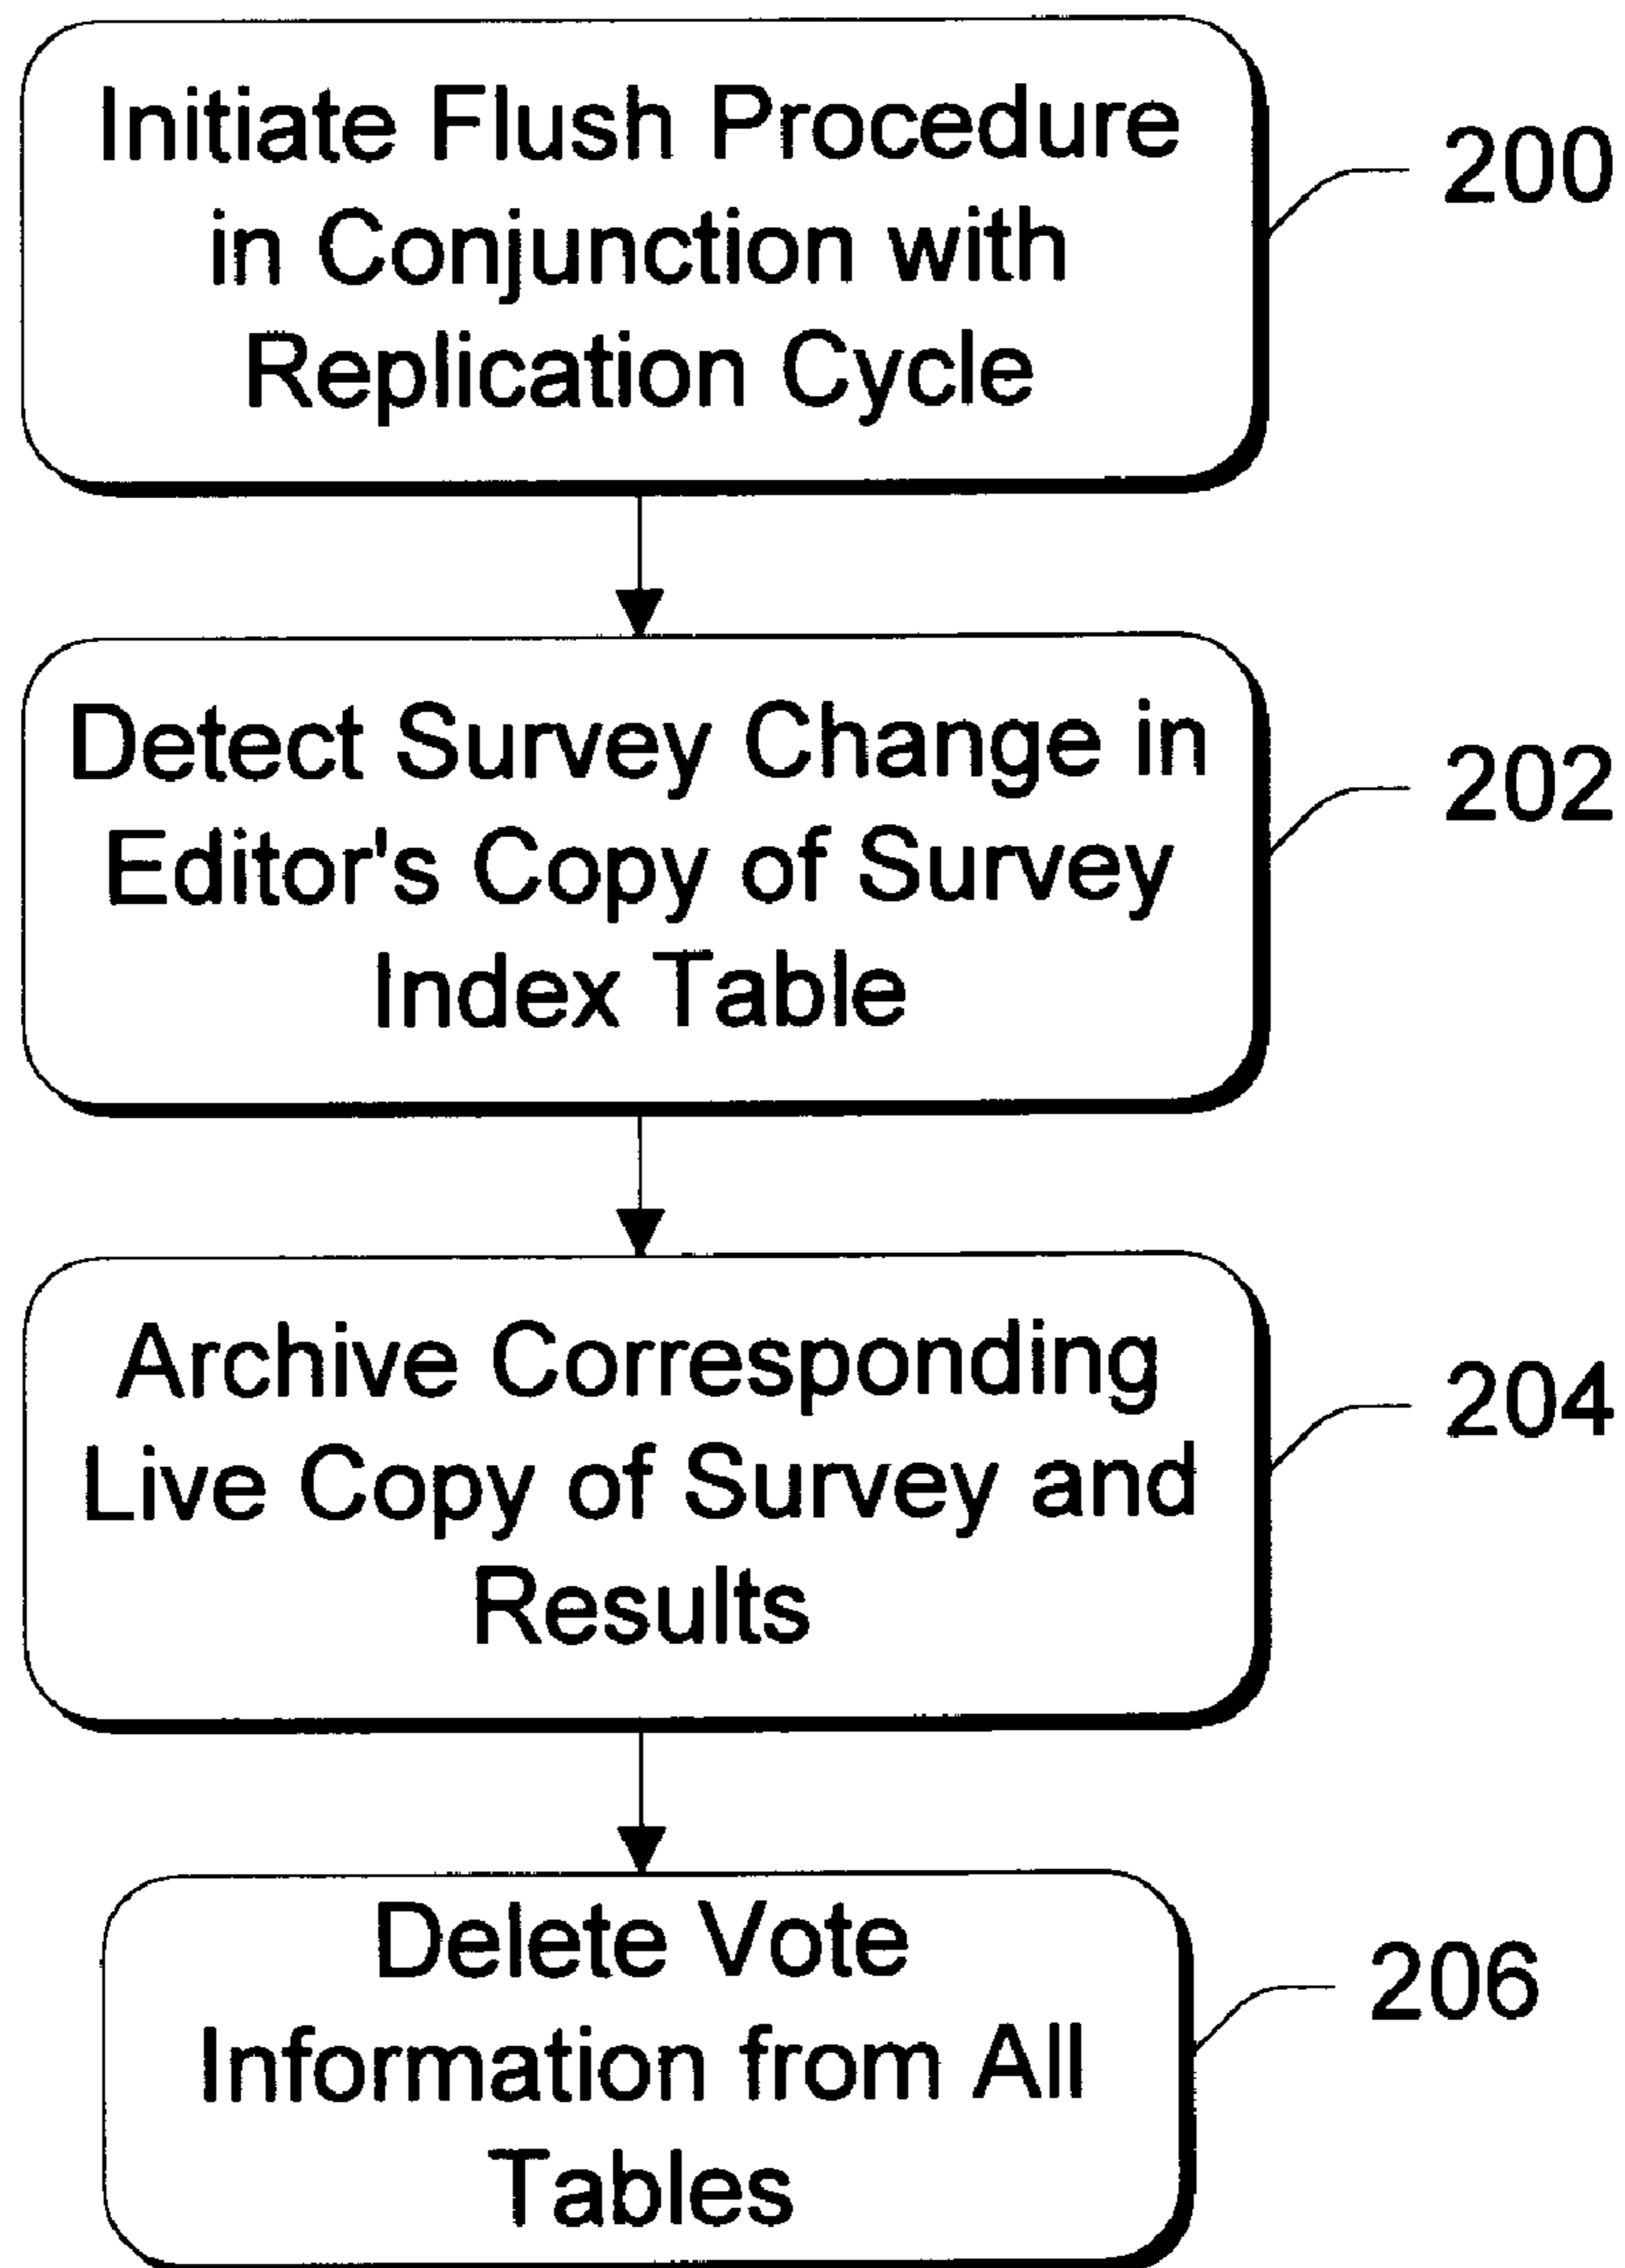 Initiate Flush Procedure
in Conjunction with
Replication Cycle
200
Detect Survey Change in
Editor's Copy of Survey
Index Table
202
Archive Corresponding
Live Copy of Survey and
Results
204
Delete Vote
Information from All
Tables
206